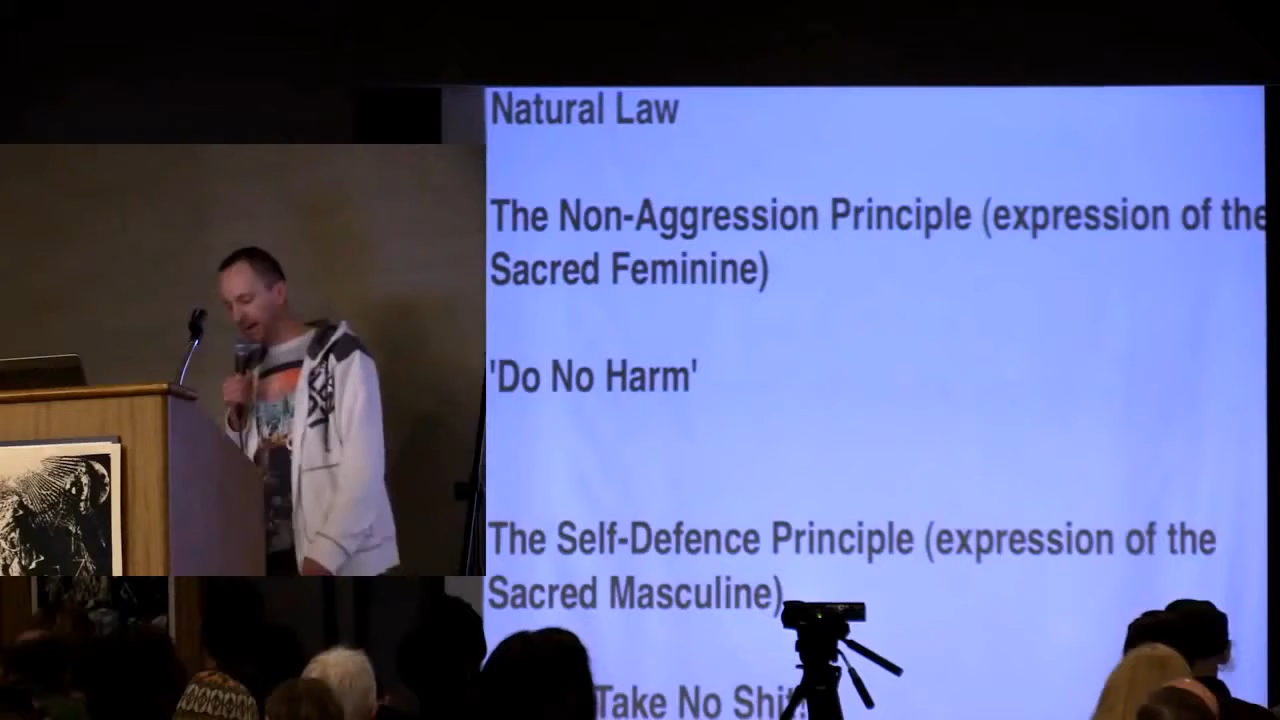 Natural Law
The Non-Aggression Principle (expression of the
Sacred Feminine)
'Do No Harm'
The Self-Defence Principle (expression of the
Sacred Masculine)
Take No Shit!